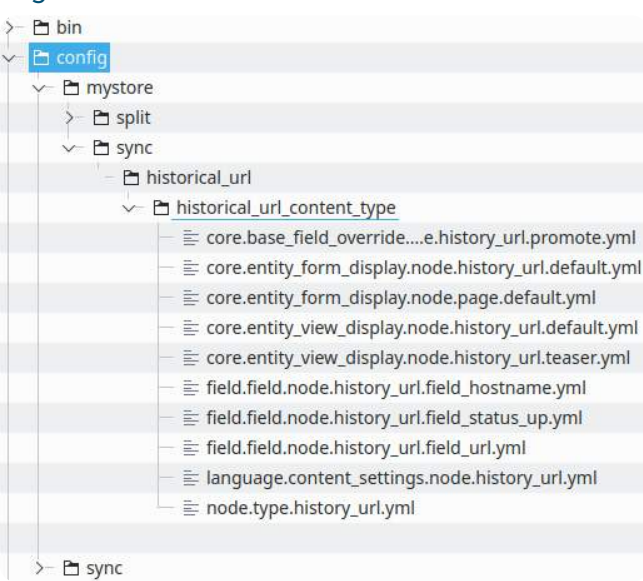 bin
config
mystore
split
sync
historical_url
historical_url_content_type
core.base_field_override....e.history_url.promote.yml
core.entity_form_display.node.history_url.default.yml
core.entity_form_display.node.page.default.yml
core.entity_view_display.node.history_url.default.yml
core.entity_view_display.node.history_url.teaser.yml
field.field.node.history_url.field_hostname.yml
field.field.node.history_url.field_status_up.yml
field.field.node.history_url.field_url.yml
language.content_settings.node.history_url.yml
node.type.history_url.yml
sync